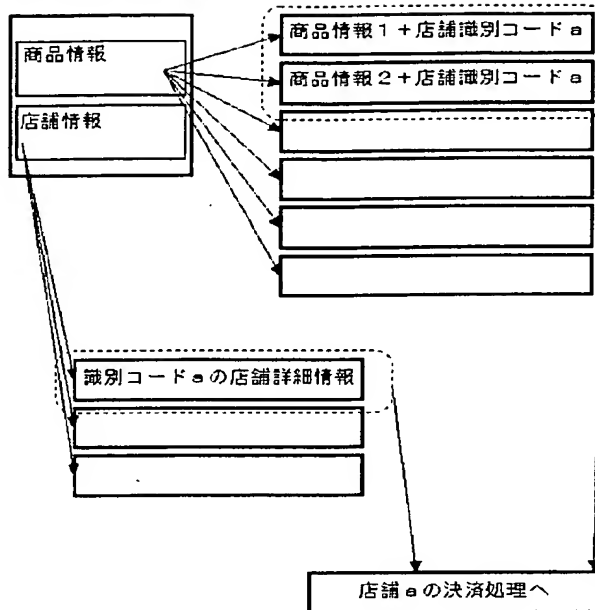 商品情報
店舗情報
商品情報1+店舗識別コードa
商品情報2+店舗識別コードa
識別コードaの店舗詳細情報
店舗aの決済処理へ